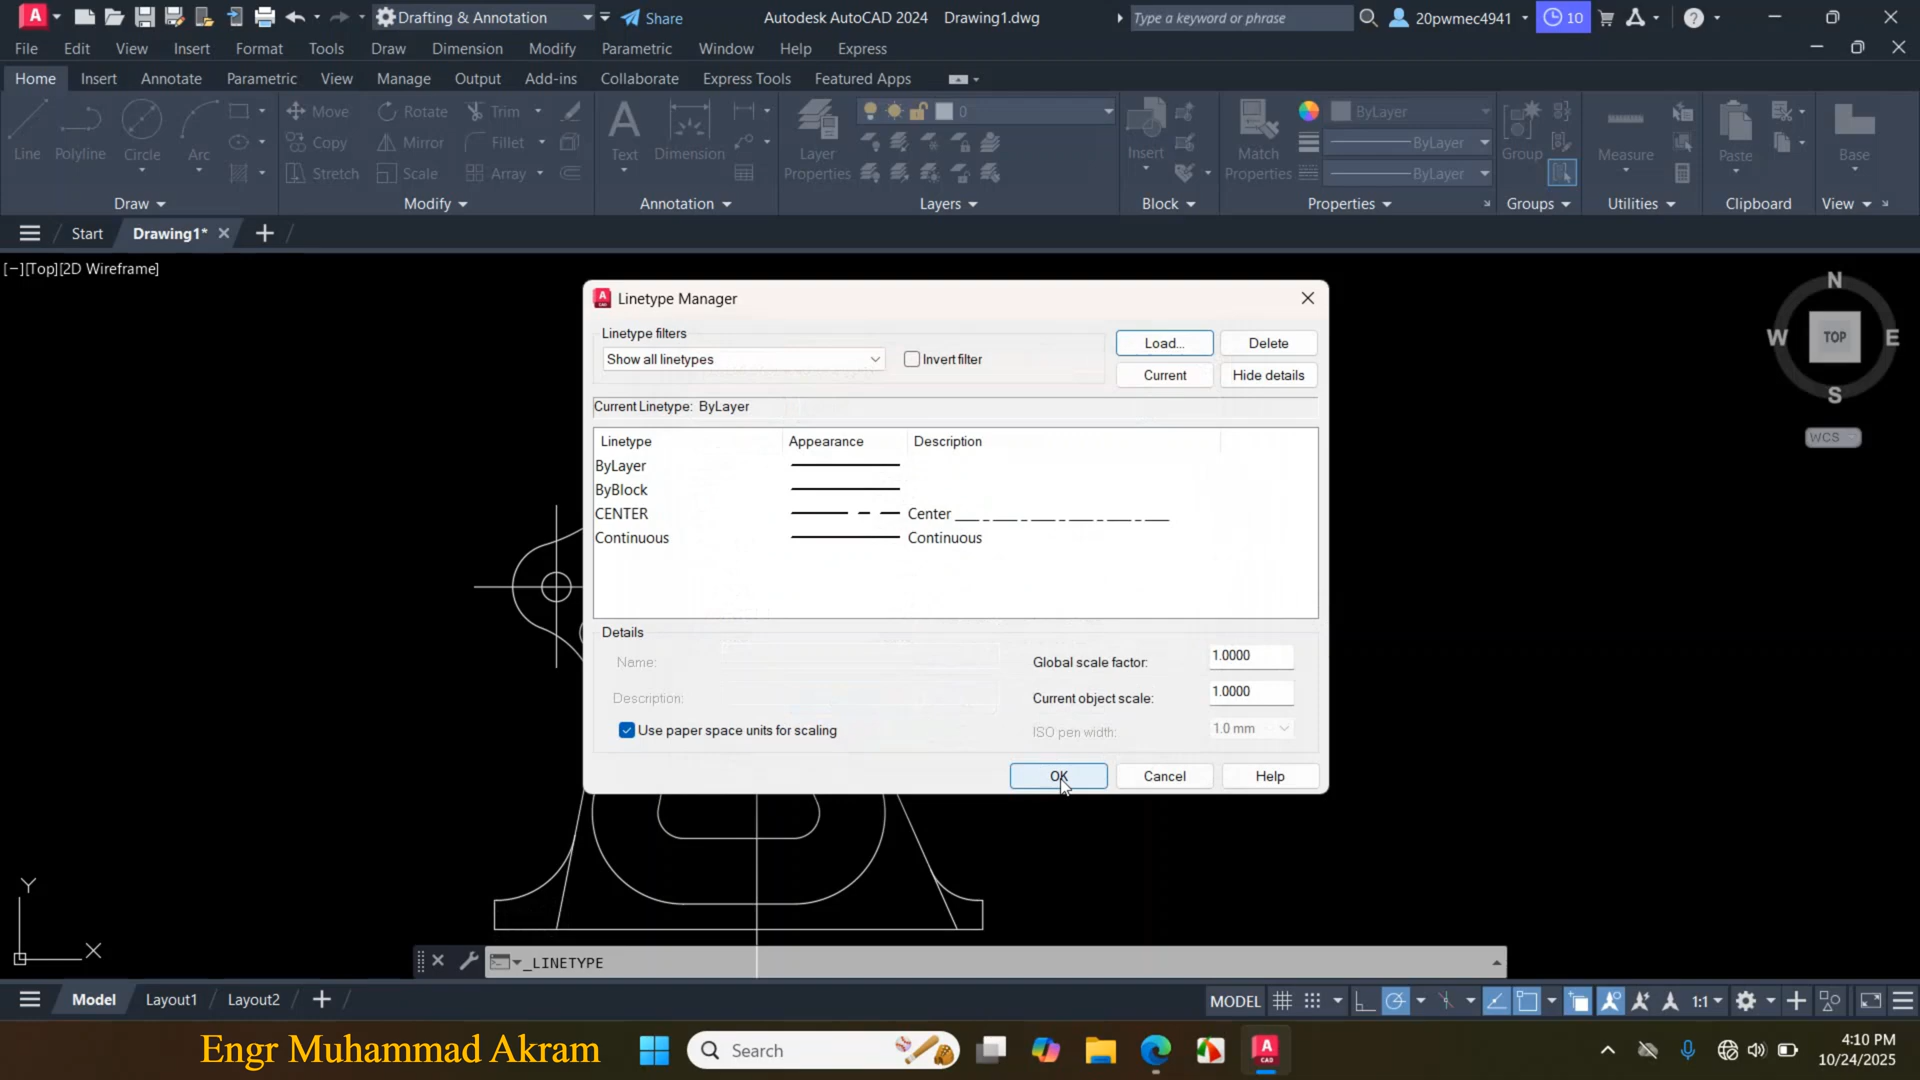 Drafting & Annotation
Share
Autodesk AutoCAD 2024 Drawing1.dwg
Type a keyword or phrase
20pwmec4941
10
File Edit View Insert Format Tools Draw Dimension Modify Parametric Window Help Express
Home Insert Annotate Parametric View Manage Output Add-ins Collaborate Express Tools Featured Apps
Line Polyline Circle Arc
Move Rotate Trim
Copy Mirror Fillet
Stretch Scale Array
Text Dimension
Layer Properties
0
Insert
Match Properties
ByLayer
ByLayer
ByLayer
Group
Measure
Paste
Base
Draw Modify Annotation Layers Block Properties Groups Utilities Clipboard View
Start Drawing1*
[−][Top][2D Wireframe]
N
W TOP E
S
WCS
Linetype Manager
Linetype filters
Show all linetypes
Invert filter
Load... Delete
Current Hide details
Current Linetype: ByLayer
Linetype Appearance Description
ByLayer
ByBlock
CENTER Center
Continuous Continuous
Details
Name:
Description:
Use paper space units for scaling
Global scale factor: 1.0000
Current object scale: 1.0000
ISO pen width: 1.0 mm
OK Cancel Help
Y
X
_LINETYPE
Model Layout1 Layout2
MODEL 1:1
Engr Muhammad Akram
Search
4:10 PM
10/24/2025